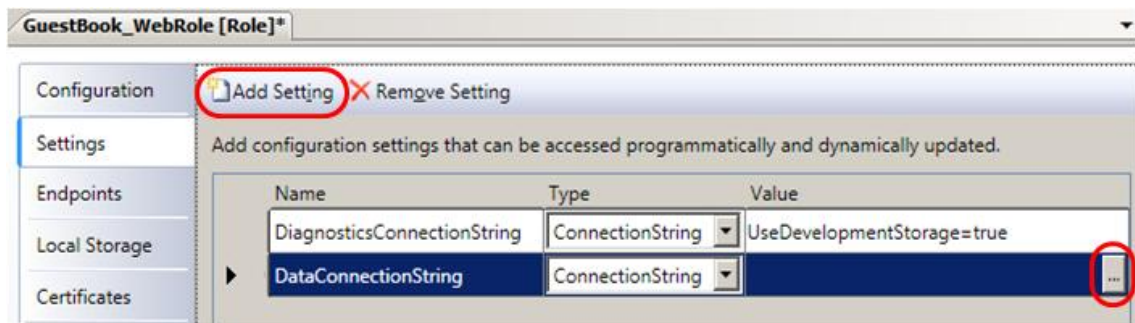 GuestBook_WebRole [Role]*
Configuration
Add Setting Remove Setting
Settings
Add configuration settings that can be accessed programmatically and dynamically updated.
Endpoints
Name Type Value
DiagnosticsConnectionString ConnectionString UseDevelopmentStorage=true
Local Storage
DataConnectionString ConnectionString ...
Certificates